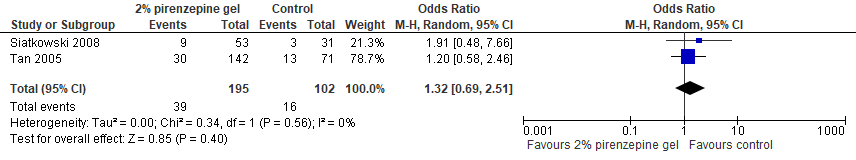 2% pirenzepine gel Control Odds Ratio Odds Ratio
Study or Subgroup Events Total Events Total Weight M-H, Random, 95% CI M-H, Random, 95% CI
Siatkowski 2008 9 53 3 31 21.3% 1.91 [0.48, 7.66]
Tan 2005 30 142 13 71 78.7% 1.20 [0.58, 2.46]
Total (95% CI) 195 102 100.0% 1.32 [0.69, 2.51]
Total events 39 16
Heterogeneity: Tau² = 0.00; Chi² = 0.34, df = 1 (P = 0.56); I² = 0%
Test for overall effect: Z = 0.85 (P = 0.40)
0.001 0.1 1 10 1000
Favours 2% pirenzepine gel Favours control